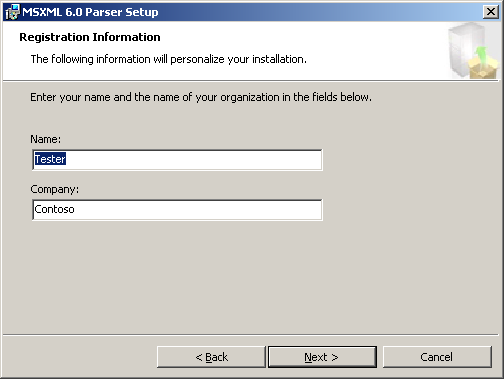 MSXML 6.0 Parser Setup
Registration Information
The following information will personalize your installation.
Enter your name and the name of your organization in the fields below.
Name:
Tester
Company:
Contoso
< Back
Next >
Cancel